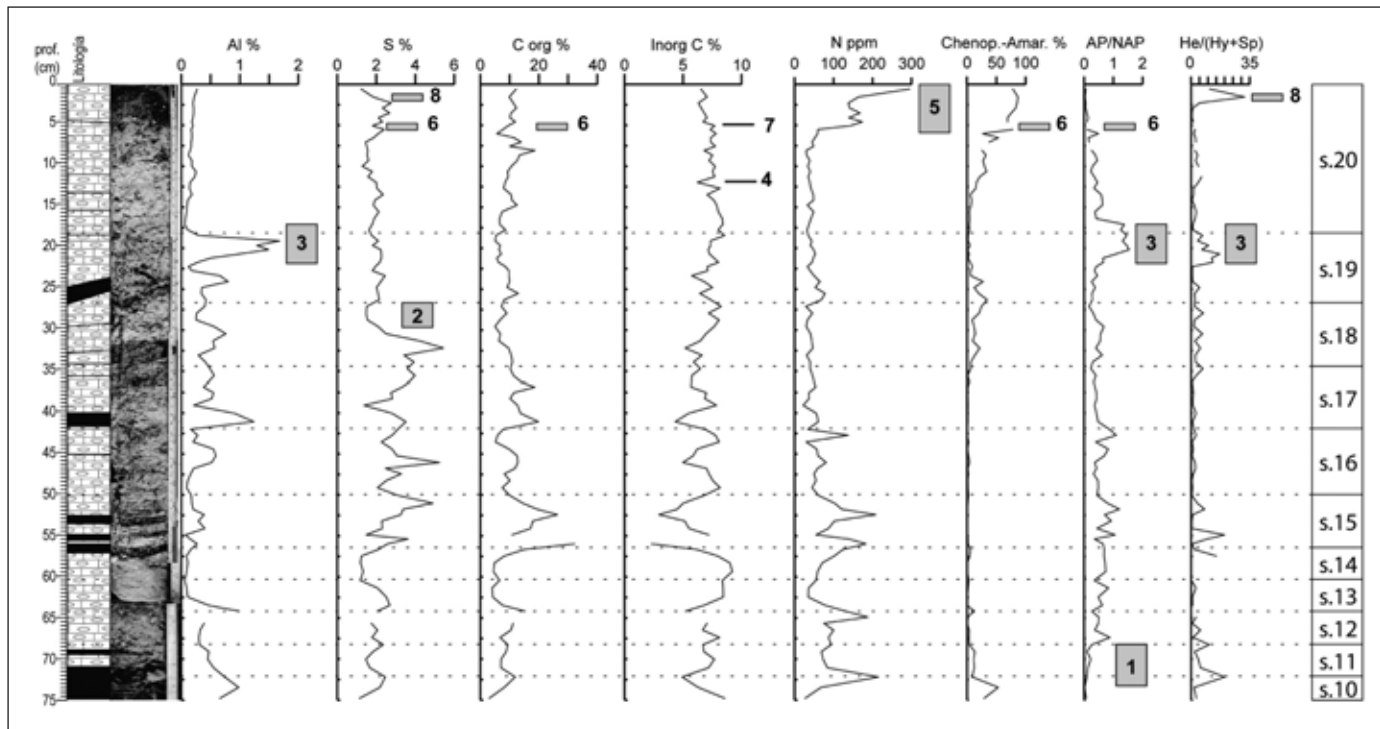 Al % S % C org % Inorg C % N ppm Chenop.-Amar. % AP/NAP He/(Hy+Sp)
prof. (cm) Litología
0 1 2 0 2 4 6 0 20 40 0 5 10 0 100 200 300 0 50 100 0 1 2 0 35
0
8 8
5 6 6 7 5 6 6
10 4
s.20
15
20 3 3 3
s.19
25
2
30 s.18
35
s.17
40
45 s.16
50
s.15
55
s.14
60
s.13
65
s.12
70 1 s.11
75 s.10